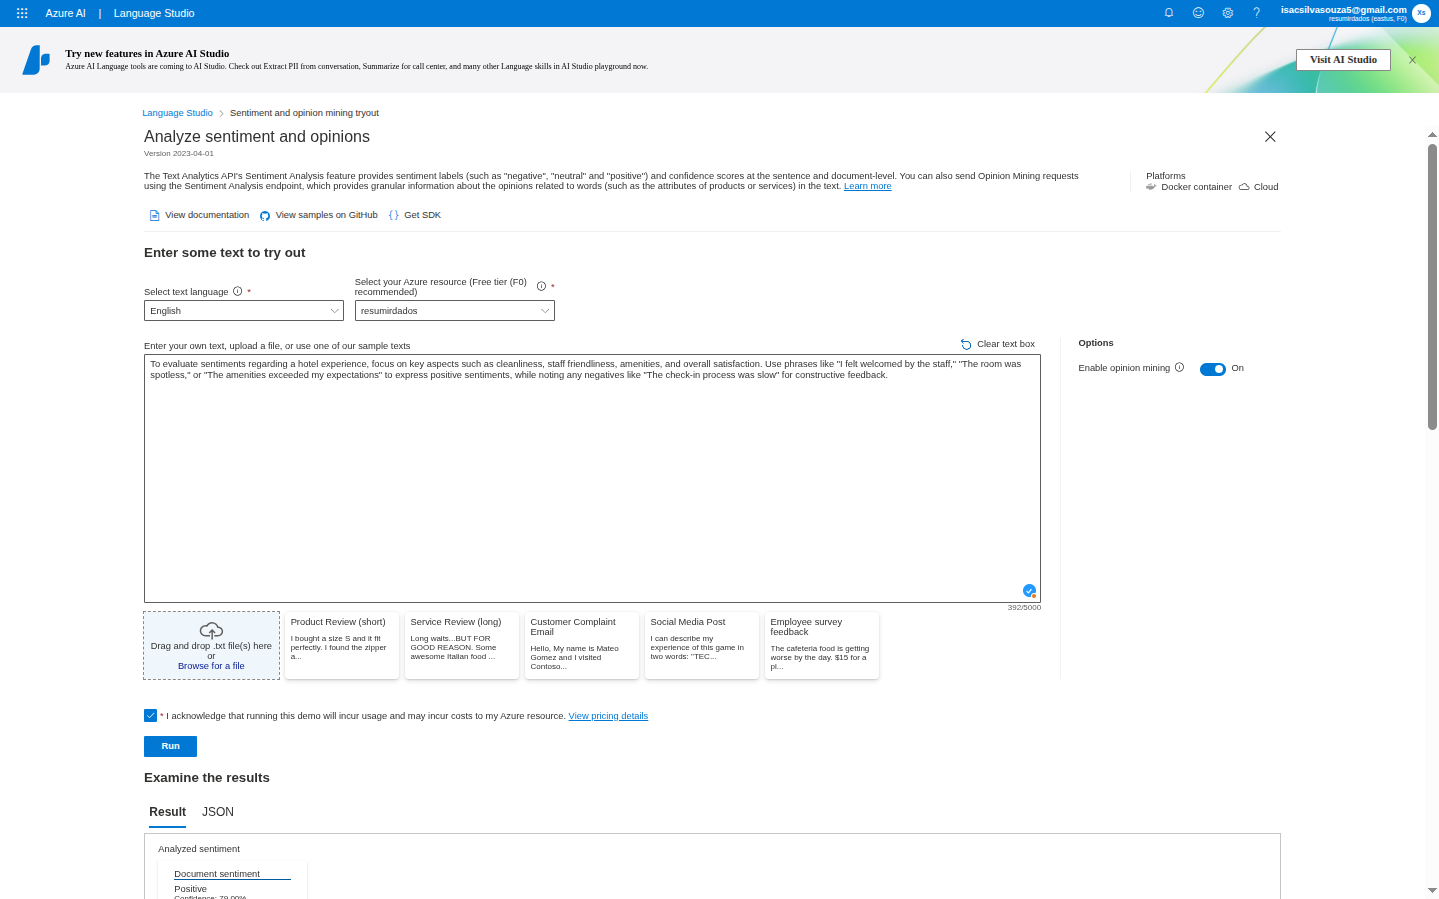 Azure AI | Language Studio
isacsilvasouza5@gmail.com
resumirdados (eastus, F0)
Xs
Try new features in Azure AI Studio
Azure AI Language tools are coming to AI Studio. Check out Extract PII from conversation, Summarize for call center, and many other Language skills in AI Studio playground now.
Visit AI Studio
Language Studio > Sentiment and opinion mining tryout
Analyze sentiment and opinions
Version 2023-04-01
The Text Analytics API's Sentiment Analysis feature provides sentiment labels (such as "negative", "neutral" and "positive") and confidence scores at the sentence and document-level. You can also send Opinion Mining requests
using the Sentiment Analysis endpoint, which provides granular information about the opinions related to words (such as the attributes of products or services) in the text. Learn more
Platforms
Docker container Cloud
View documentation View samples on GitHub {} Get SDK
Enter some text to try out
Select text language *
English
Select your Azure resource (Free tier (F0)
recommended) *
resumirdados
Enter your own text, upload a file, or use one of our sample texts
Clear text box
To evaluate sentiments regarding a hotel experience, focus on key aspects such as cleanliness, staff friendliness, amenities, and overall satisfaction. Use phrases like "I felt welcomed by the staff," "The room was
spotless," or "The amenities exceeded my expectations" to express positive sentiments, while noting any negatives like "The check-in process was slow" for constructive feedback.
392/5000
Options
Enable opinion mining On
Drag and drop .txt file(s) here
or
Browse for a file
Product Review (short)
I bought a size S and it fit
perfectly. I found the zipper
a...
Service Review (long)
Long waits...BUT FOR
GOOD REASON. Some
awesome Italian food ...
Customer Complaint
Email
Hello, My name is Mateo
Gomez and I visited
Contoso...
Social Media Post
I can describe my
experience of this game in
two words: "TEC...
Employee survey
feedback
The cafeteria food is getting
worse by the day. $15 for a
pl...
* I acknowledge that running this demo will incur usage and may incur costs to my Azure resource. View pricing details
Run
Examine the results
Result JSON
Analyzed sentiment
Document sentiment
Positive
Confidence: 79.00%